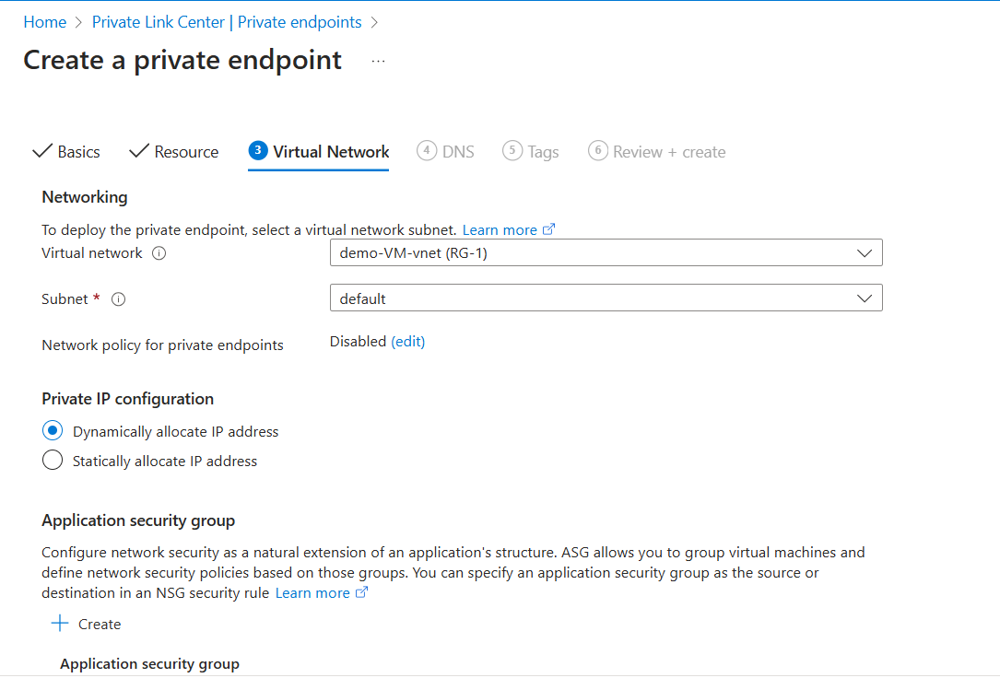 Home > Private Link Center | Private endpoints >
Create a private endpoint ...
Basics Resource 3 Virtual Network 4 DNS 5 Tags 6 Review + create
Networking
To deploy the private endpoint, select a virtual network subnet. Learn more
Virtual network demo-VM-vnet (RG-1)
Subnet * default
Network policy for private endpoints Disabled (edit)
Private IP configuration
Dynamically allocate IP address
Statically allocate IP address
Application security group
Configure network security as a natural extension of an application's structure. ASG allows you to group virtual machines and
define network security policies based on those groups. You can specify an application security group as the source or
destination in an NSG security rule Learn more
+ Create
Application security group